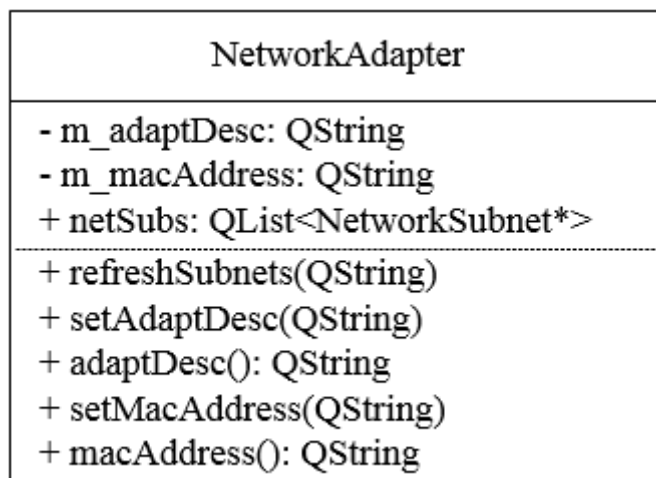 NetworkAdapter
- m_adaptDesc: QString
- m_macAddress: QString
+ netSubs: QList<NetworkSubnet*>
+ refreshSubnets(QString)
+ setAdaptDesc(QString)
+ adaptDesc(): QString
+ setMacAddress(QString)
+ macAddress(): QString